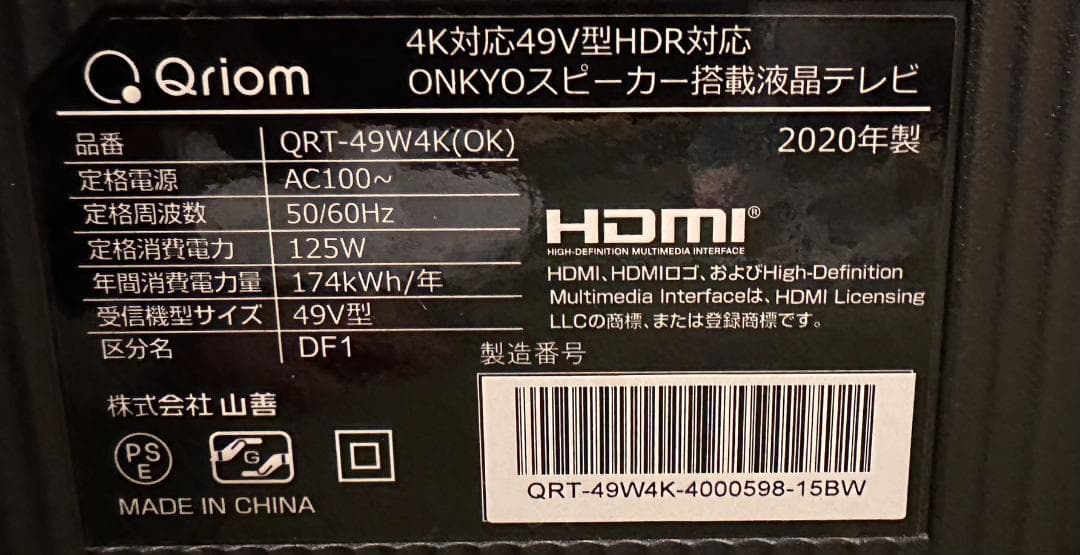 Qriom
4K対応49V型HDR対応
ONKYOスピーカー搭載液晶テレビ
品番 QRT-49W4K(OK)
2020年製
定格電源 AC100~
定格周波数 50/60Hz
定格消費電力 125W
年間消費電力量 174kWh/年
受信機型サイズ 49V型
区分名 DF1
HDMI®
HIGH-DEFINITION MULTIMEDIA INTERFACE
HDMI、HDMIロゴ、およびHigh-Definition
Multimedia Interfaceは、HDMI Licensing
LLCの商標、または登録商標です。
製造番号
QRT-49W4K-4000598-15BW
株式会社 山善
PS
E
G
MADE IN CHINA